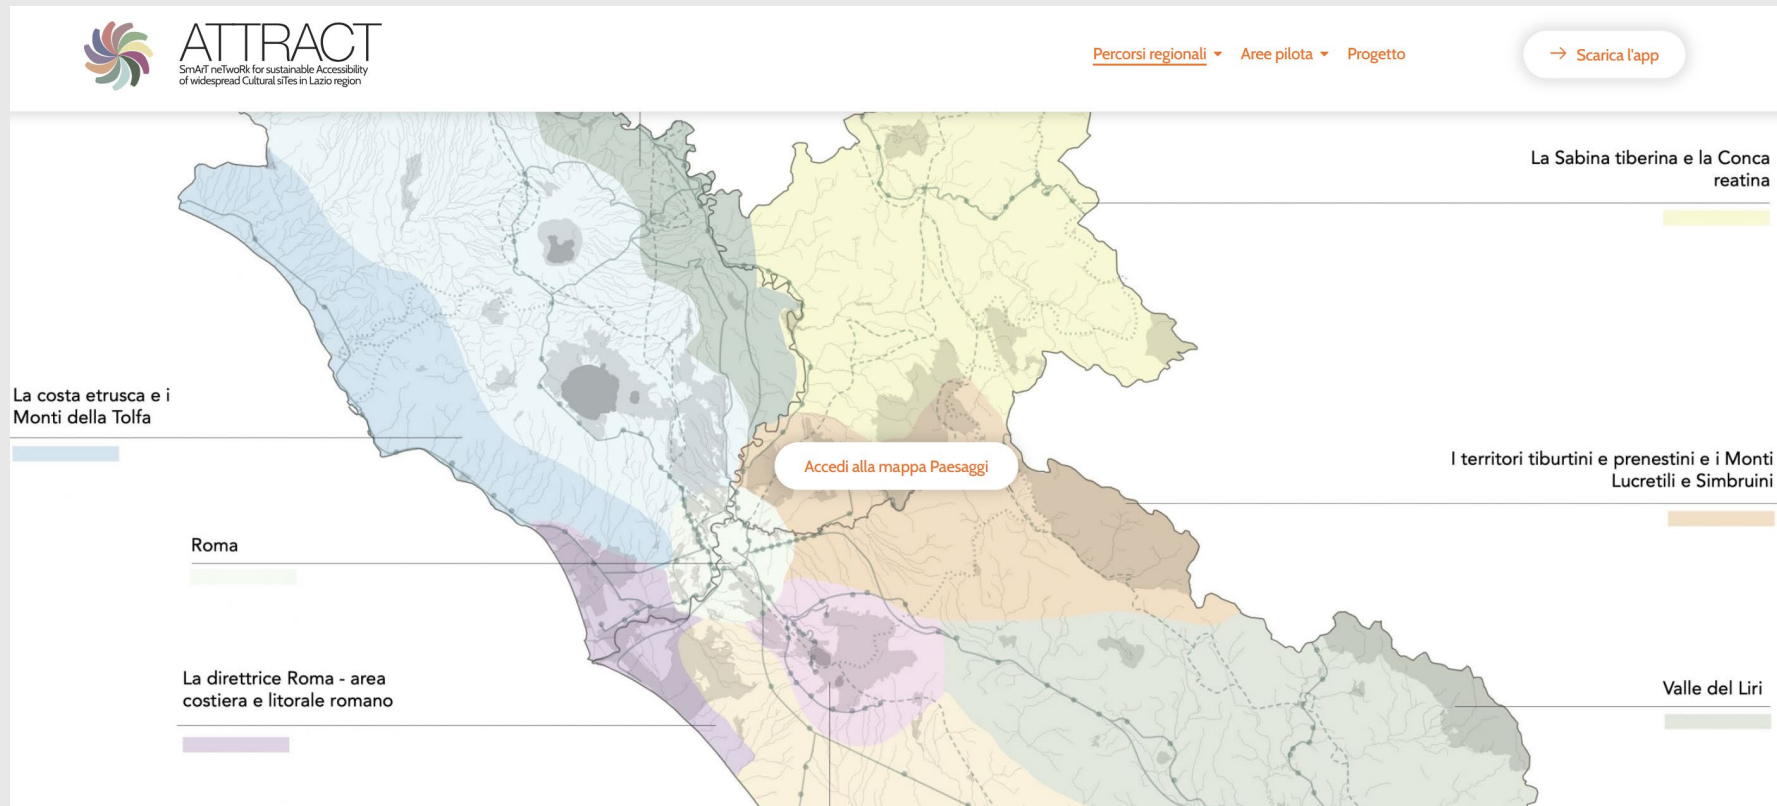 ATTRACT
SmArT neTwoRk for sustainable Accessibility
of widespread Cultural siTes in Lazio region
Percorsi regionali
Aree pilota
Progetto
Scarica l'app
La Sabina tiberina e la Conca
reatina
La costa etrusca e i
Monti della Tolfa
Accedi alla mappa Paesaggi
I territori tiburtini e prenestini e i Monti
Lucretili e Simbruini
Roma
La direttrice Roma - area
costiera e litorale romano
Valle del Liri